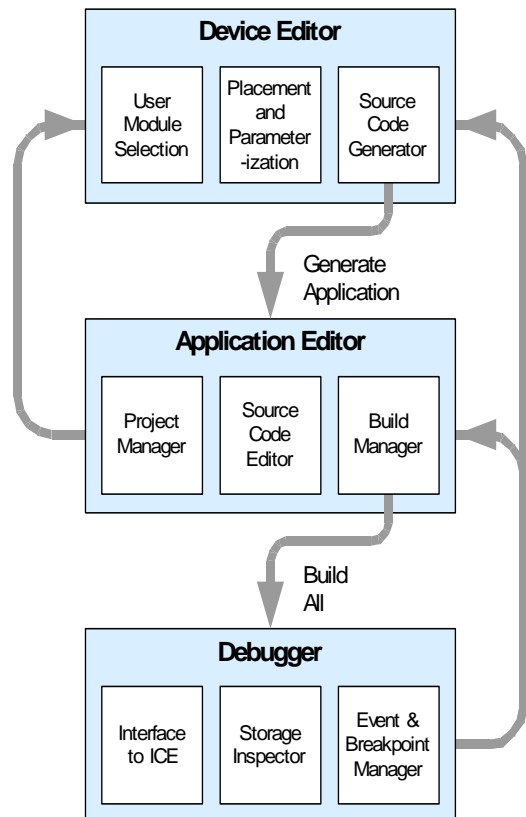 Device Editor
User
Module
Selection
Placement
and
Parameter
-ization
Source
Code
Generator
Generate
Application
Application Editor
Project
Manager
Source
Code
Editor
Build
Manager
Build
All
Debugger
Interface
to ICE
Storage
Inspector
Event &
Breakpoint
Manager